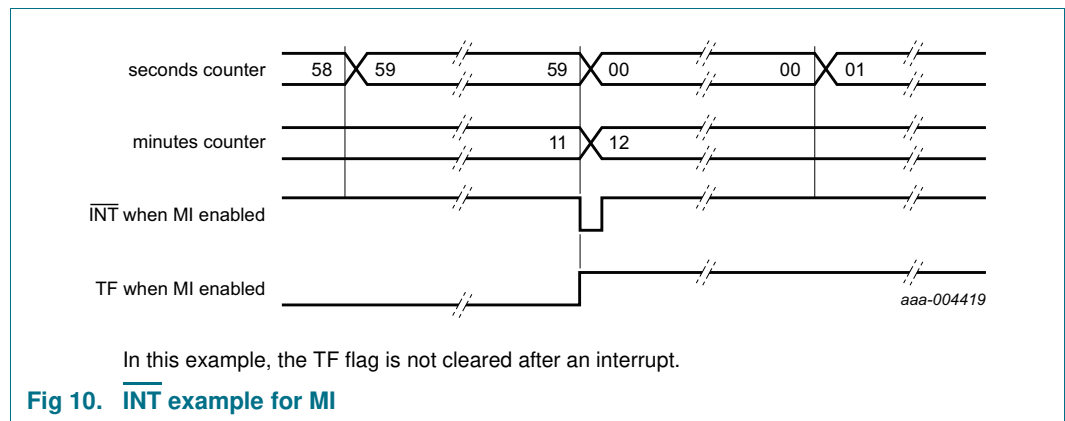 seconds counter 58 59 59 00 00 01
minutes counter 11 12
INT when MI enabled
TF when MI enabled
aaa-004419
In this example, the TF flag is not cleared after an interrupt.
Fig 10. INT example for MI